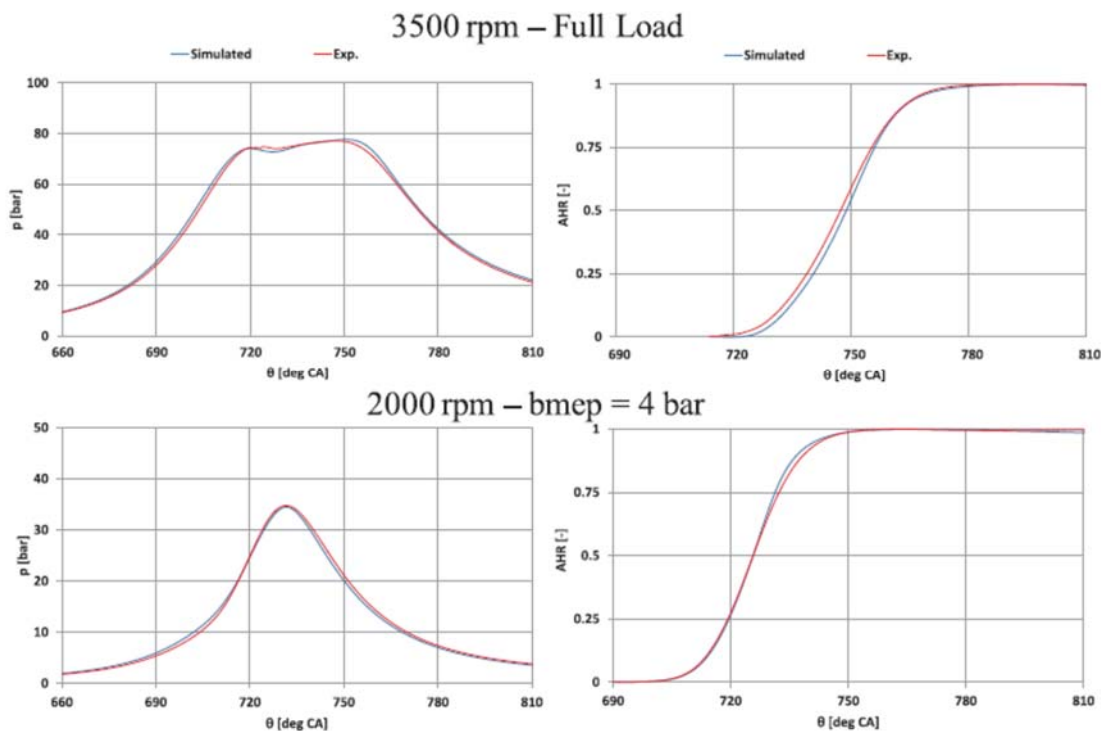 3500 rpm – Full Load
Simulated Exp.
Simulated Exp.
100
80
60
40
20
0
p [bar]
660 690 720 750 780 810
θ [deg CA]
1
0.75
0.5
0.25
0
AHR [-]
690 720 750 780 810
θ [deg CA]
2000 rpm – bmep = 4 bar
50
40
30
20
10
0
p [bar]
660 690 720 750 780 810
θ [deg CA]
1
0.75
0.5
0.25
0
AHR [-]
690 720 750 780 810
θ [deg CA]